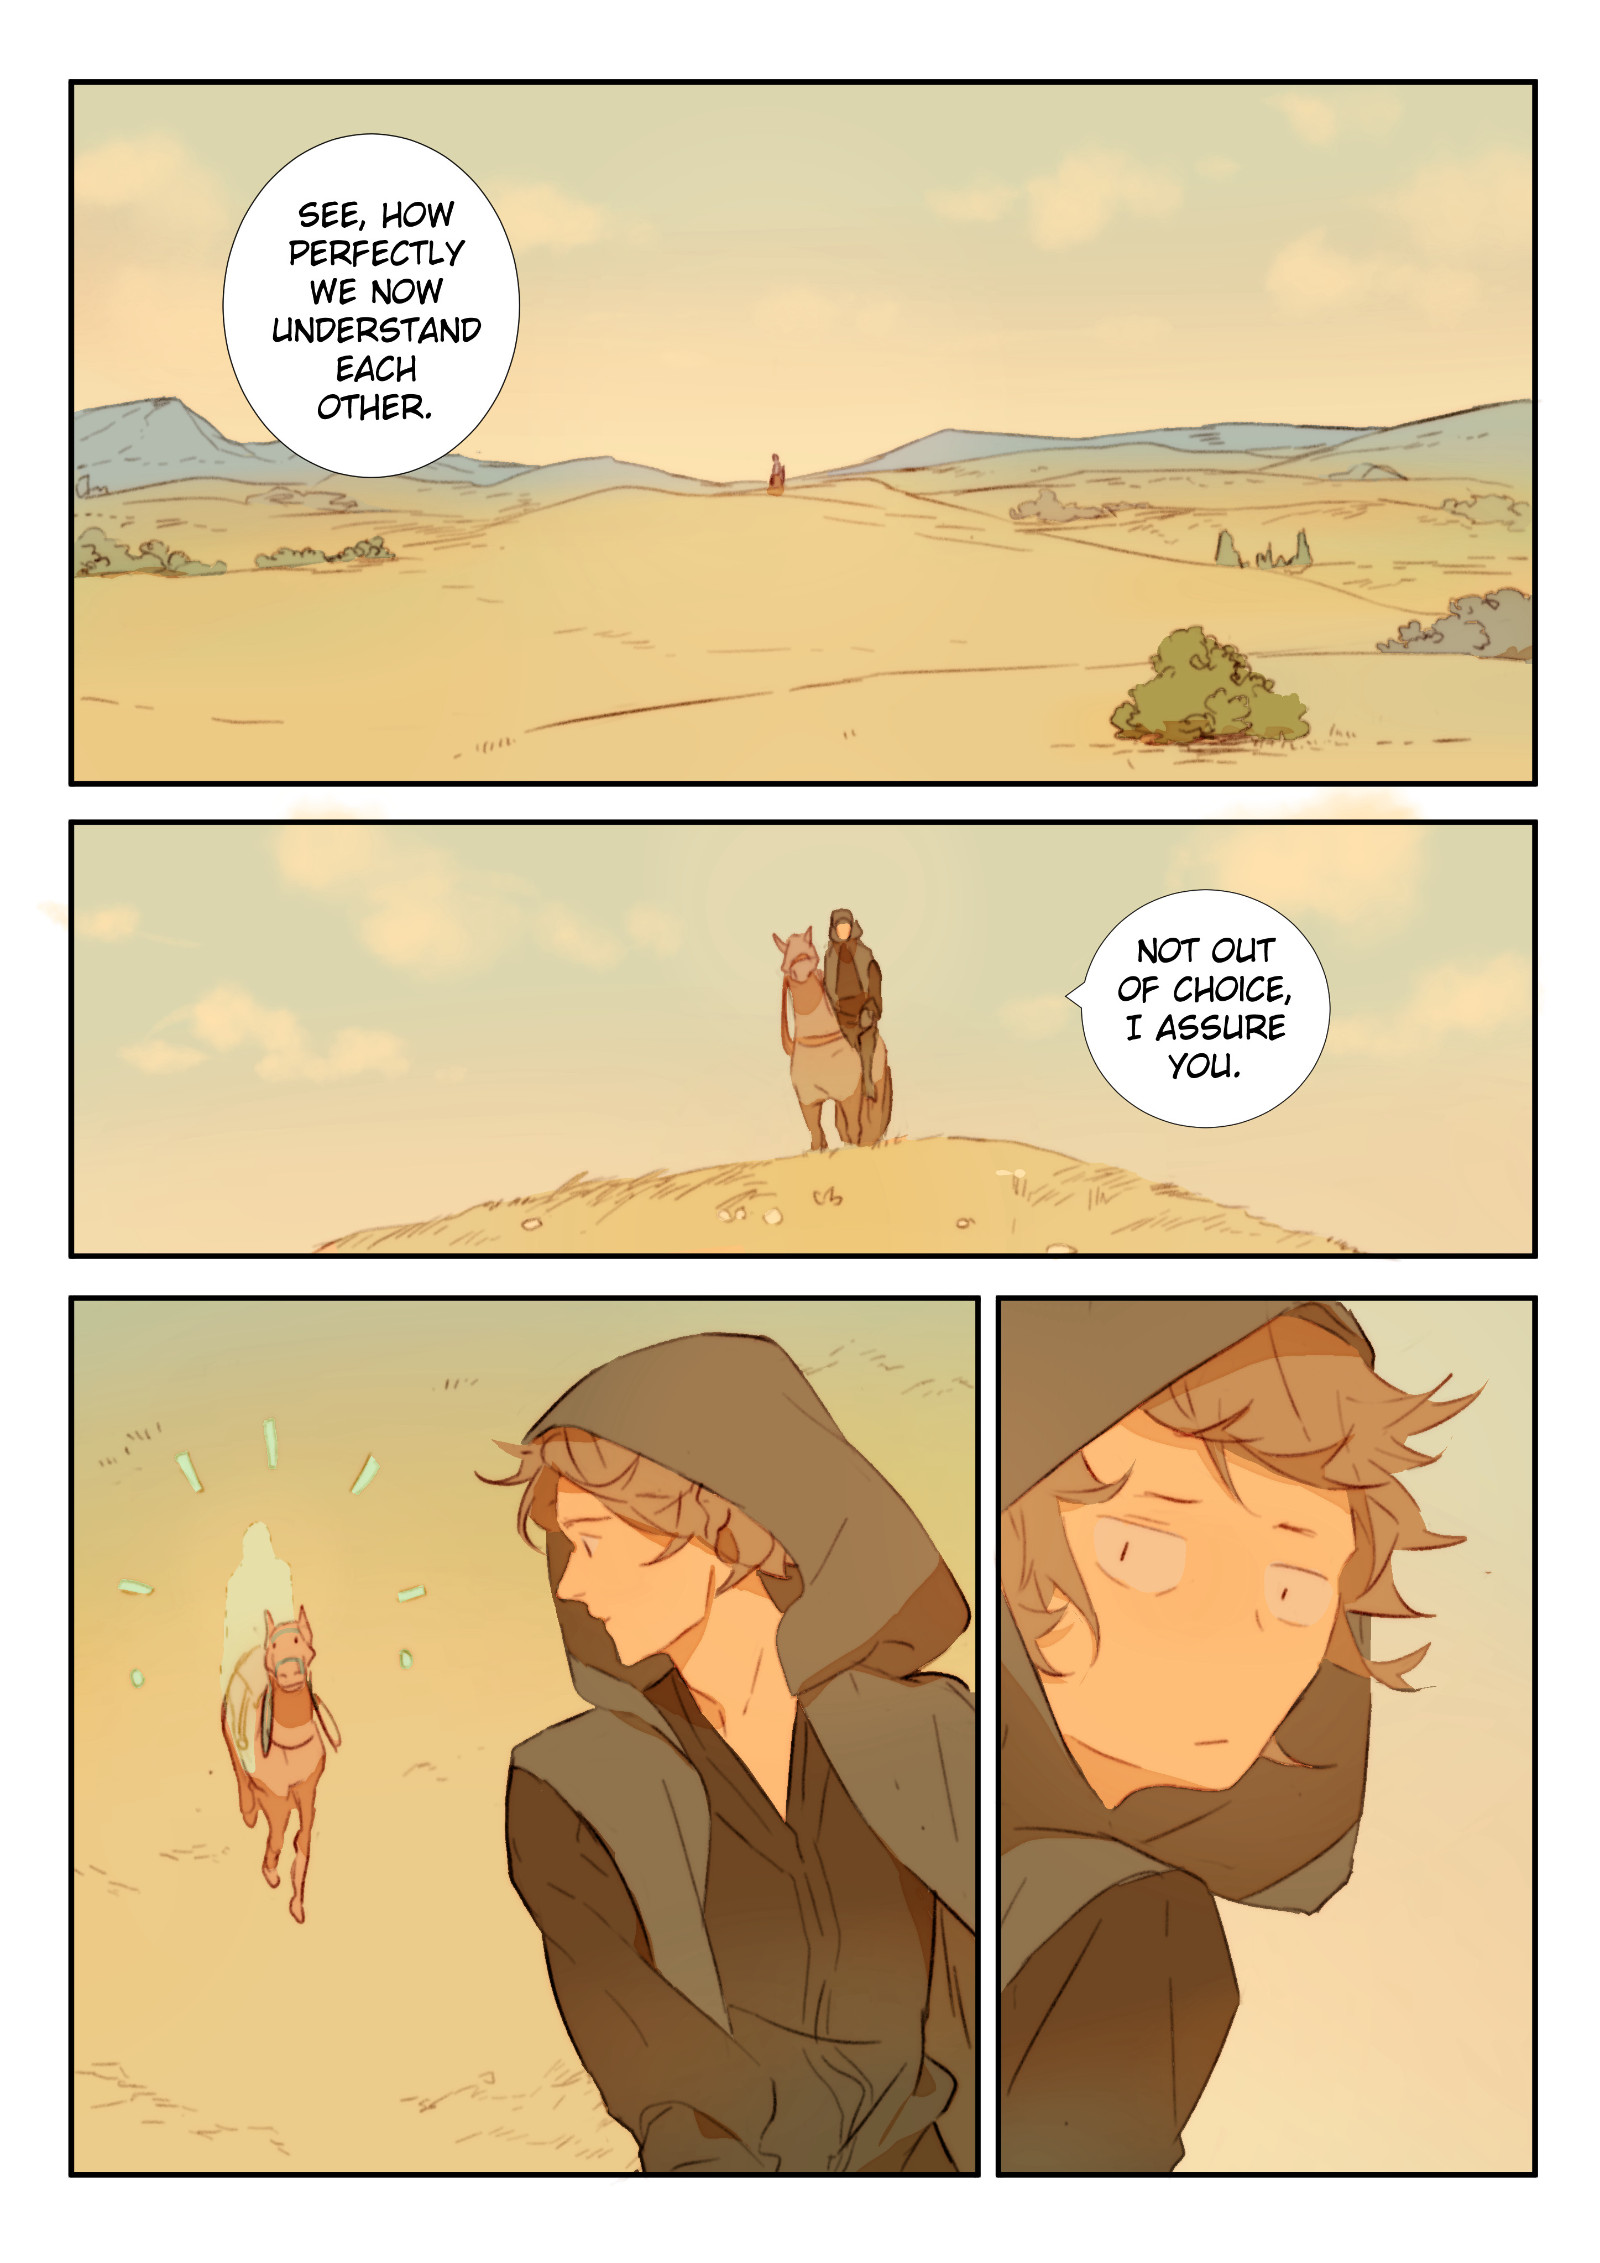 SEE, HOW
PERFECTLY
WE NOW
UNDERSTAND
EACH
OTHER.
NOT OUT
OF CHOICE,
I ASSURE
YOU.